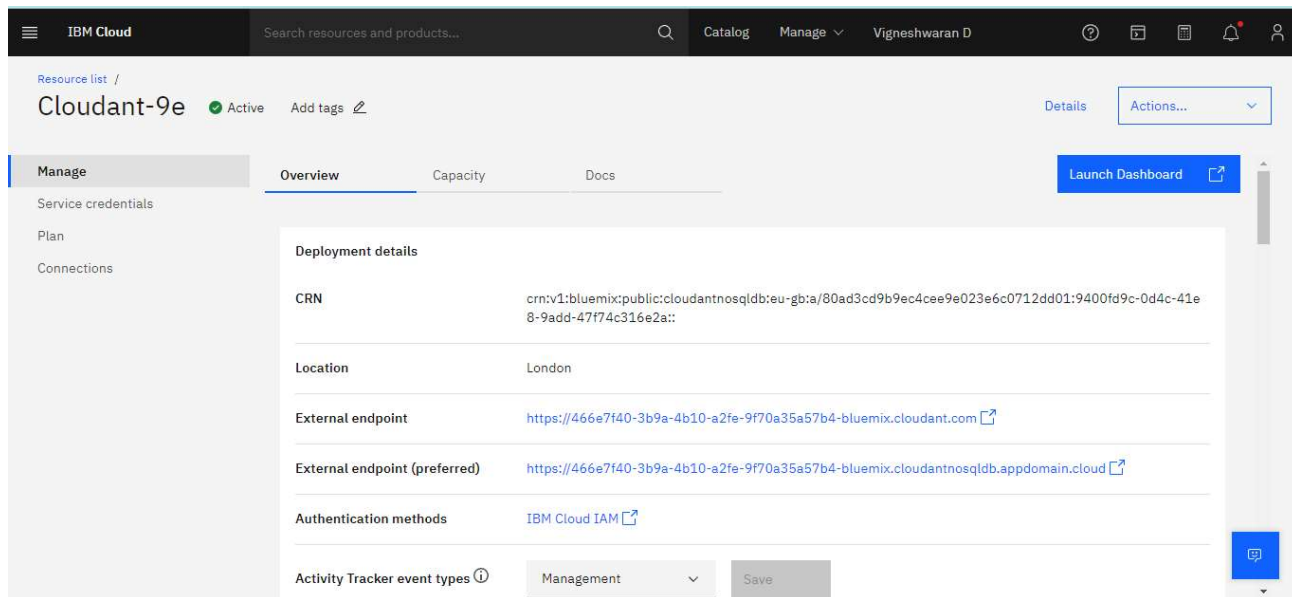 IBM Cloud
Search resources and products...
Catalog
Manage
Vigneshwaran D
Resource list /
Cloudant-9e
Active
Add tags
Details
Actions...
Manage
Service credentials
Plan
Connections
Overview
Capacity
Docs
Launch Dashboard
Deployment details
CRN
crn:v1:bluemix:public:cloudantnosqldb:eu-gb:a/80ad3cd9b9ec4cee9e023e6c0712dd01:9400fd9c-0d4c-41e
8-9add-47f74c316e2a::
Location
London
External endpoint
https://466e7f40-3b9a-4b10-a2fe-9f70a35a57b4-bluemix.cloudant.com
External endpoint (preferred)
https://466e7f40-3b9a-4b10-a2fe-9f70a35a57b4-bluemix.cloudantnosqldb.appdomain.cloud
Authentication methods
IBM Cloud IAM
Activity Tracker event types
Management
Save